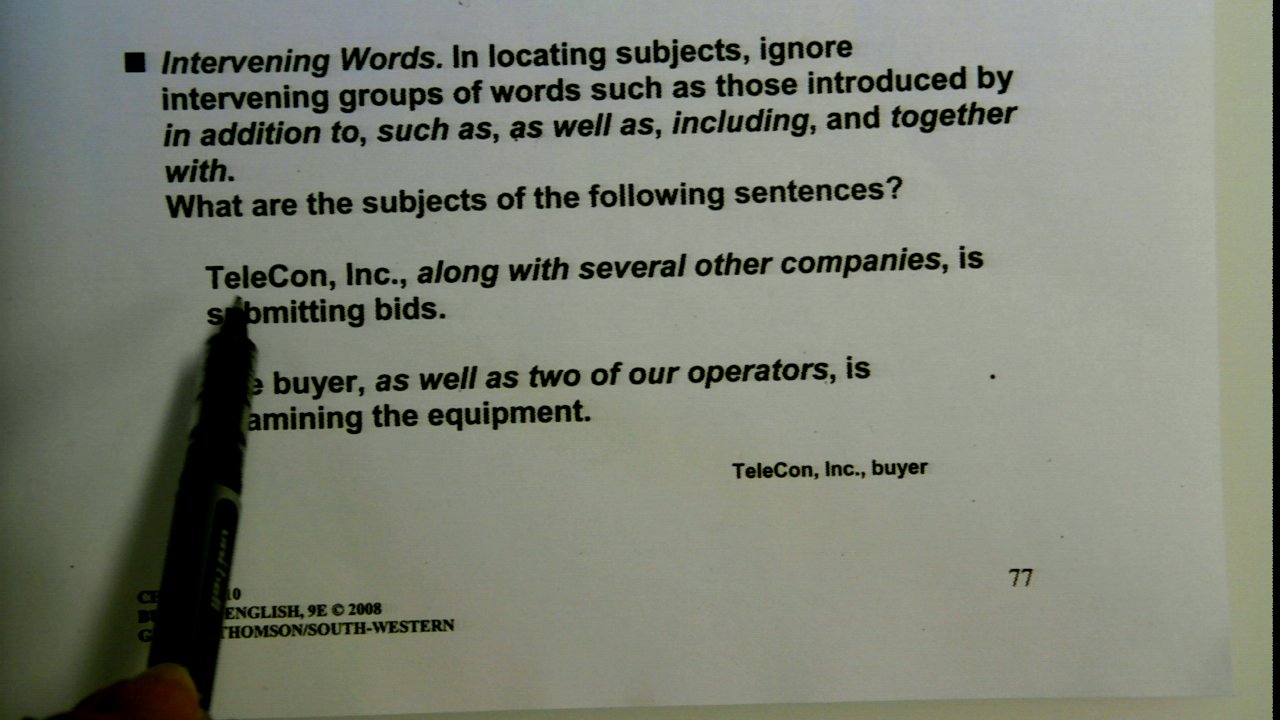 ■ Intervening Words. In locating subjects, ignore
intervening groups of words such as those introduced by
in addition to, such as, as well as, including, and together
with.
What are the subjects of the following sentences?
TeleCon, Inc., along with several other companies, is
submitting bids.
buyer, as well as two of our operators, is
the equipment.
TeleCon, Inc., buyer
77
10
ENGLISH, 9E © 2008
THOMSON/SOUTH-WESTERN